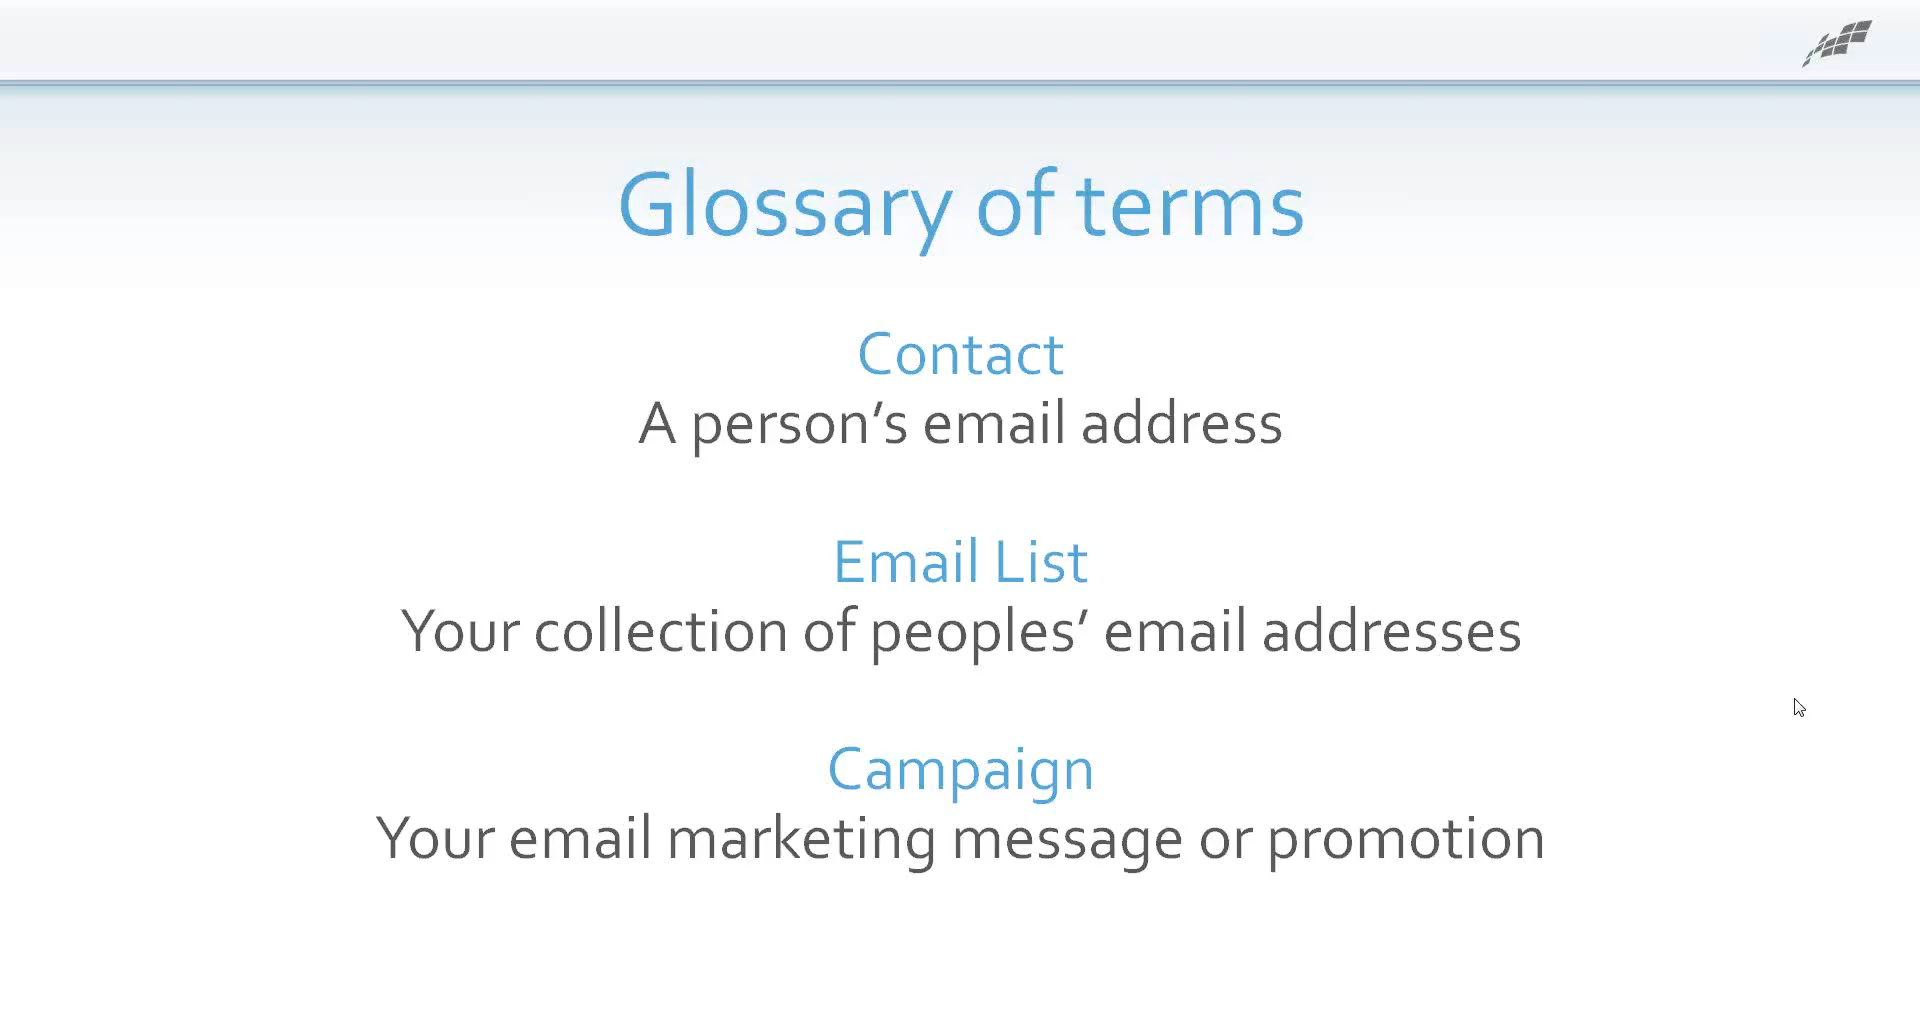 Glossary of terms
Contact
A person’s email address
Email List
Your collection of peoples’ email addresses
Campaign
Your email marketing message or promotion